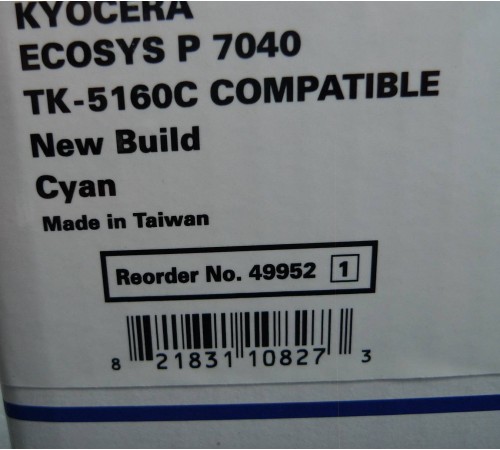 KYOCERA
ECOSYS P 7040
TK-5160C COMPATIBLE
New Build
Cyan
Made in Taiwan
Reorder No. 49952 1
8 21831 10827 3